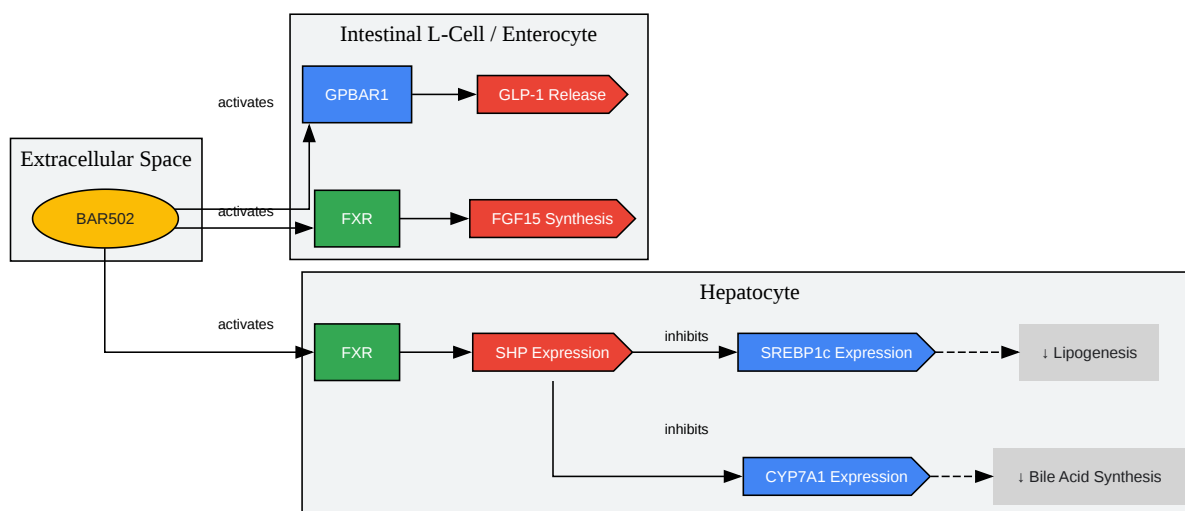 Intestinal L-Cell / Enterocyte
GPBAR1
GLP-1 Release
activates
Extracellular Space
BAR502
activates
FXR
FGF15 Synthesis
Hepatocyte
activates
FXR
SHP Expression
inhibits
SREBP1c Expression
↓ Lipogenesis
inhibits
CYP7A1 Expression
↓ Bile Acid Synthesis